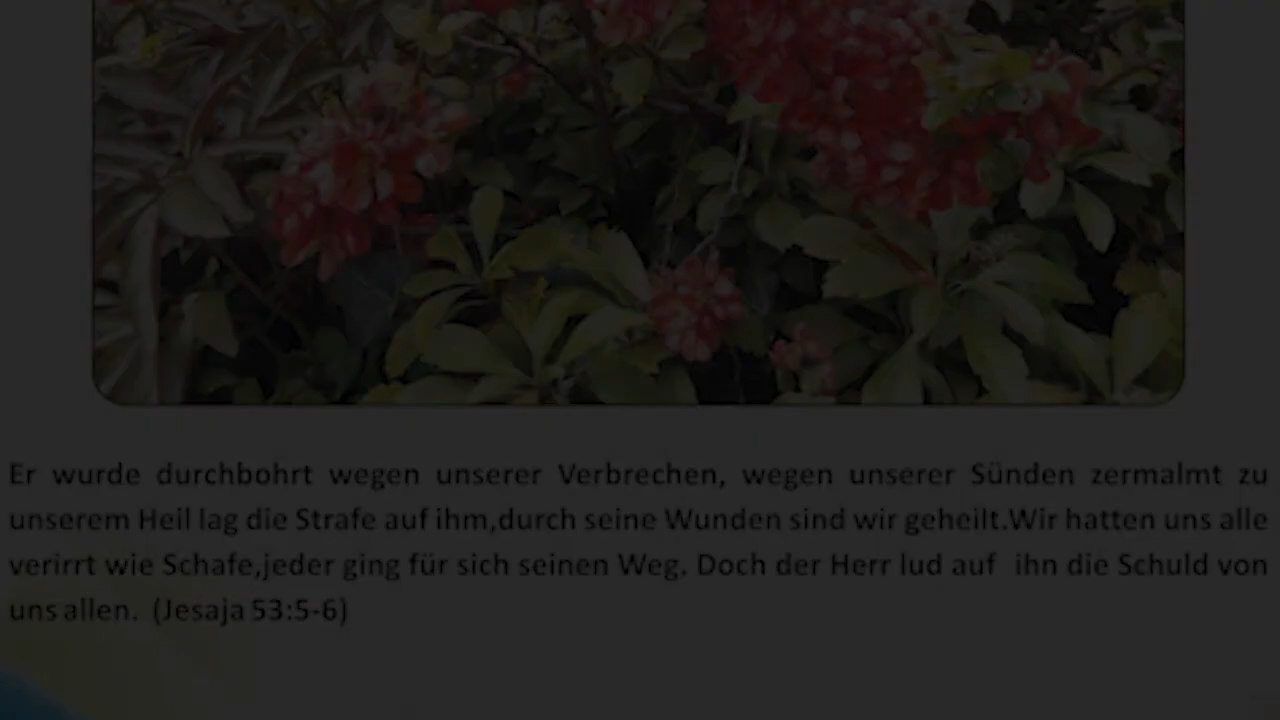 Er wurde durchbohrt wegen unserer Verbrechen, wegen unserer Sünden zermalmt zu
unserem Heil lag die Strafe auf ihm,durch seine Wunden sind wir geheilt.Wir hatten uns alle
verirrt wie Schafe,jeder ging für sich seinen Weg. Doch der Herr lud auf ihn die Schuld von
uns allen. (Jesaja 53:5-6)